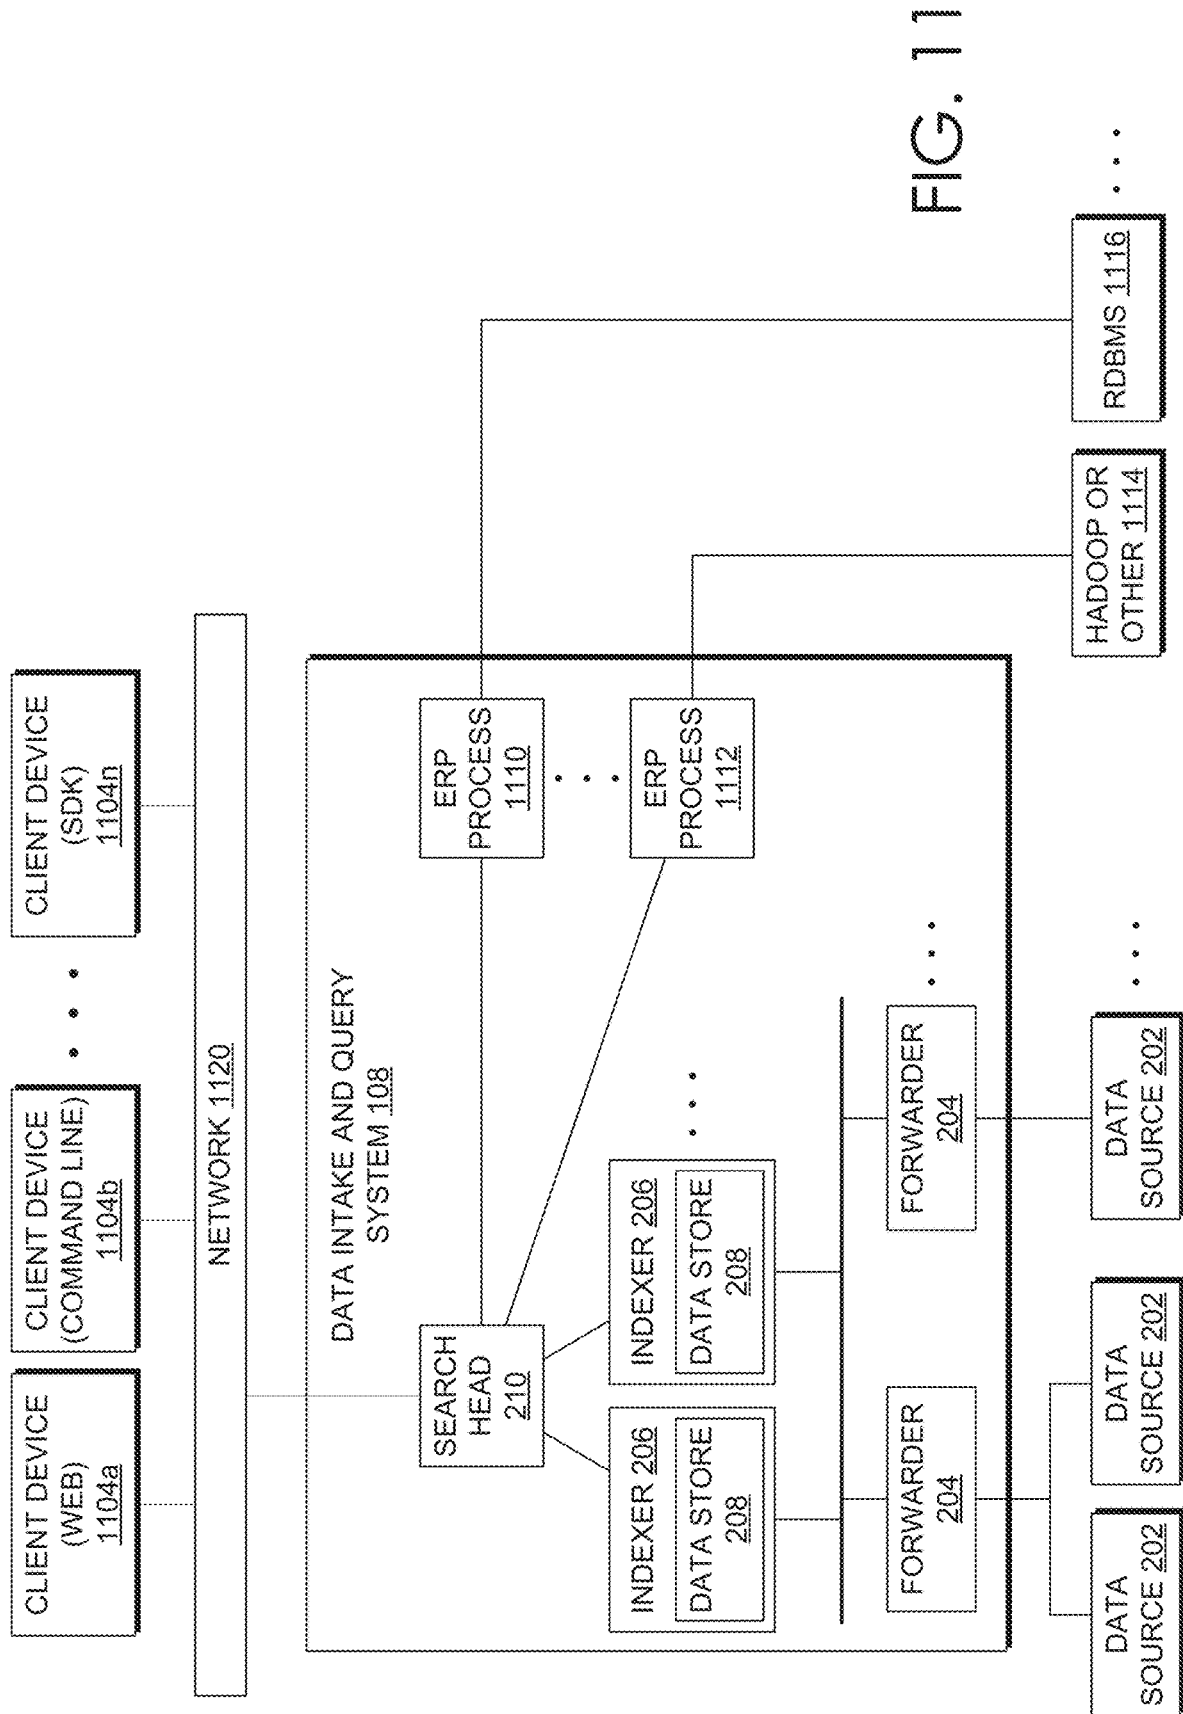 CLIENT DEVICE
(WEB)
1104a
CLIENT DEVICE
(COMMAND LINE)
1104b
• • •
CLIENT DEVICE
(SDK)
1104n
NETWORK 1120
DATA INTAKE AND QUERY
SYSTEM 108
SEARCH
HEAD
210
ERP
PROCESS
1110
• • •
ERP
PROCESS
1112
INDEXER 206
DATA STORE
208
INDEXER 206
DATA STORE
208
• • •
FORWARDER
204
FORWARDER
204
• • •
DATA
SOURCE 202
DATA
SOURCE 202
DATA
SOURCE 202
• • •
HADOOP OR
OTHER 1114
RDBMS 1116
• • •
FIG. 11